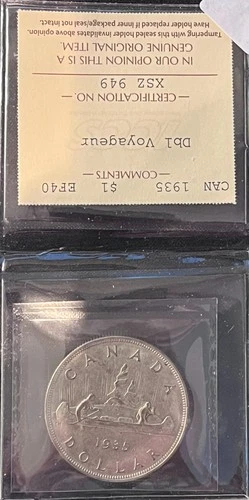 CAN 1935 $1 EF40
COMMENTS
Dbl Voyageur
CERTIFICATION NO.
XSZ 949
IN OUR OPINION THIS IS A
GENUINE ORIGINAL ITEM.
Tampering with this holder sealed invalidates above opinion.
Have holder replaced if inner package/seal not intact.
CANADA
1935
DOLLAR